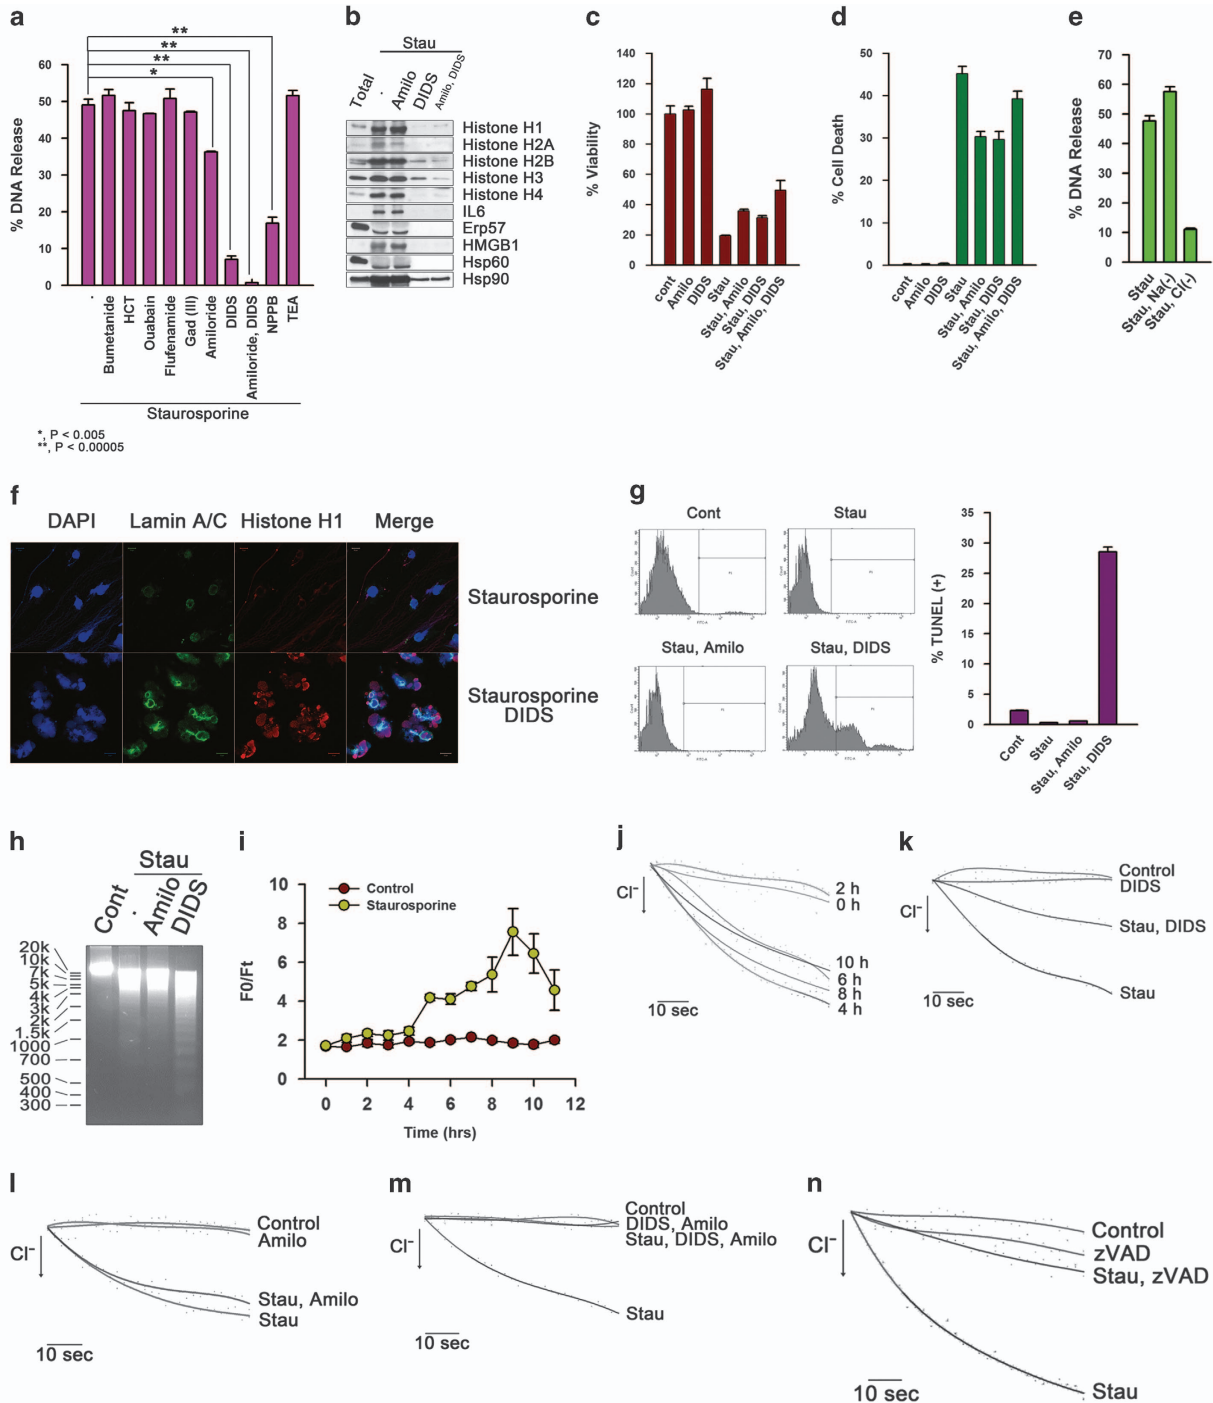 a
**
**
**
*
% DNA Release
60
50
40
30
20
10
0
.
Bumetanide
HCT
Ouabain
Flufenamide
Gad (III)
Amiloride
DIDS
Amiloride, DIDS
NPPB
TEA
Staurosporine
*, P < 0.005
**, P < 0.00005
b
Stau
Total
.
Amilo
DIDS
Amilo, DIDS
Histone H1
Histone H2A
Histone H2B
Histone H3
Histone H4
IL6
Erp57
HMGB1
Hsp60
Hsp90
c
% Viability
140
120
100
80
60
40
20
0
cont
Amilo
DIDS
Stau
Stau, Amilo
Stau, DIDS
Stau, Amilo, DIDS
d
% Cell Death
50
40
30
20
10
0
cont
Amilo
DIDS
Stau
Stau, Amilo
Stau, DIDS
Stau, Amilo, DIDS
e
% DNA Release
70
60
50
40
30
20
10
0
Stau
Stau, Na(-)
Stau, Cl(-)
f
DAPI
Lamin A/C
Histone H1
Merge
Staurosporine
Staurosporine
DIDS
g
Cont
Stau
Stau, Amilo
Stau, DIDS
% TUNEL (+)
35
30
25
20
15
10
5
0
Cont
Stau
Stau, Amilo
Stau, DIDS
h
Stau
Cont
.
Amilo
DIDS
20k
10k
7k
5k
4k
3k
2k
1.5k
1000
700
500
400
300
i
Control
Staurosporine
F0/Ft
10
8
6
4
2
0
0
2
4
6
8
10
12
Time (hrs)
j
Cl−
2 h
0 h
10 h
6 h
8 h
4 h
10 sec
k
Cl−
Control
DIDS
Stau, DIDS
Stau
10 sec
l
Cl−
Control
Amilo
Stau, Amilo
Stau
10 sec
m
Cl−
Control
DIDS, Amilo
Stau, DIDS, Amilo
Stau
10 sec
n
Cl−
Control
zVAD
Stau, zVAD
Stau
10 sec